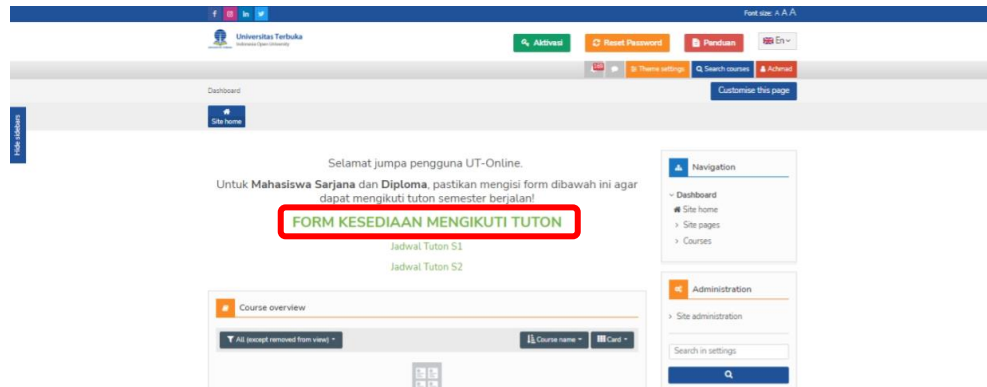 Font size: A A A
Universitas Terbuka
Indonesia Open University
Aktivasi
Reset Password
Panduan
En
Theme settings
Search courses
Achmad
Dashboard
Customise this page
Site home
Hide sidebars
Selamat jumpa pengguna UT-Online.
Untuk Mahasiswa Sarjana dan Diploma, pastikan mengisi form dibawah ini agar
dapat mengikuti tuton semester berjalan!
FORM KESEDIAAN MENGIKUTI TUTON
Jadwal Tuton S1
Jadwal Tuton S2
Navigation
Dashboard
Site home
Site pages
Courses
Administration
Site administration
Search in settings
Course overview
All (except removed from view)
Course name
Card